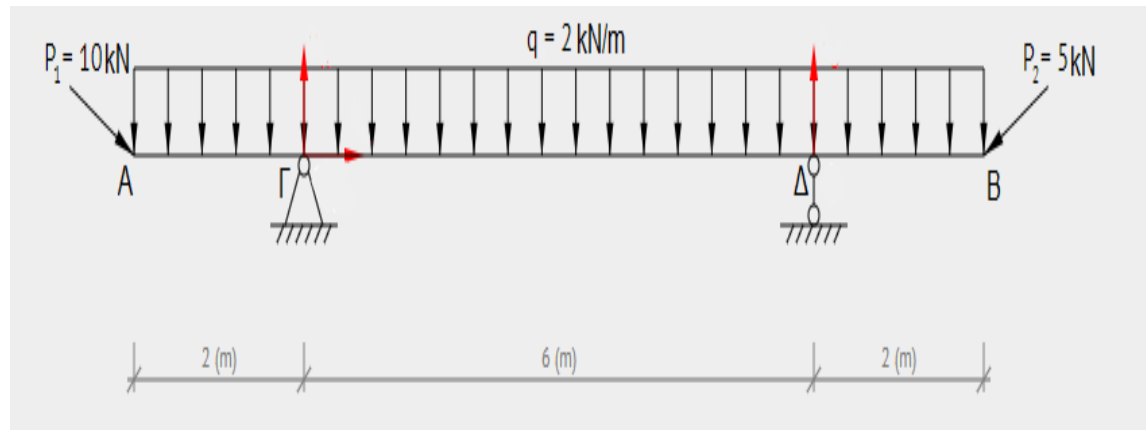 q = 2 kN/m
P₁ = 10kN
P₂ = 5kN
Α
Γ
Δ
Β
2 (m)
6 (m)
2 (m)